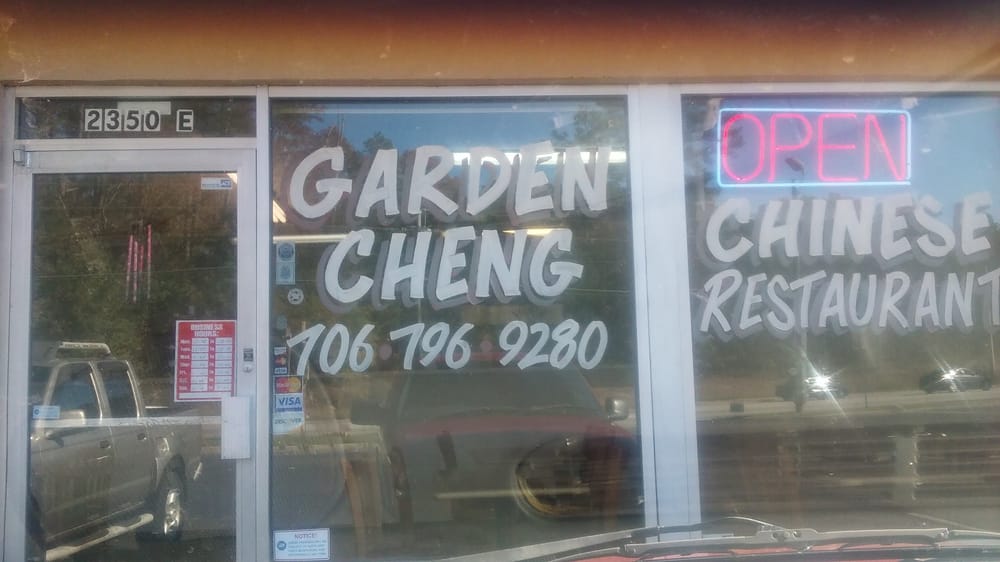 2350 E
GARDEN
CHENG
706 796 9280
OPEN
CHINESE
RESTAURANT
BUSINESS
HOURS:
VISA
NOTICE!